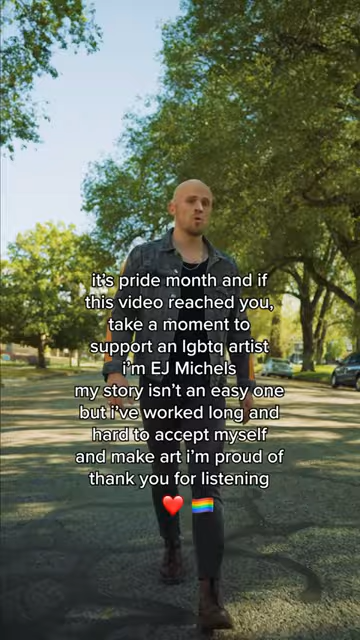 it's pride month and if
this video reached you,
take a moment to
support an lgbtq artist
i'm EJ Michels
my story isn't an easy one
but i've worked long and
hard to accept myself
and make art i'm proud of
thank you for listening
❤️ 🏳️‍🌈